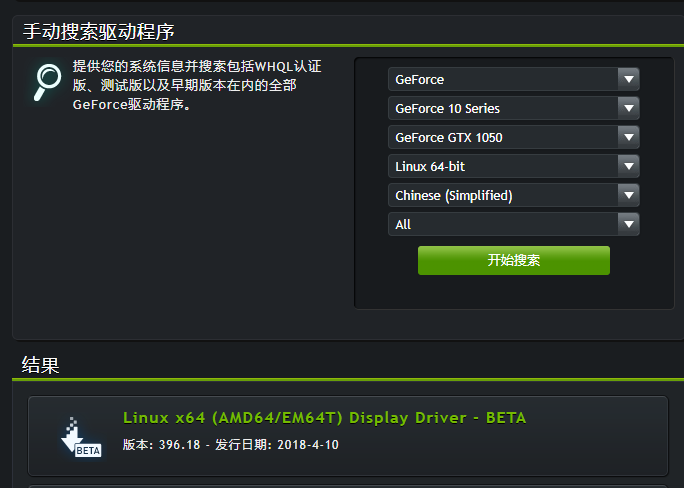 手动搜索驱动程序
提供您的系统信息并搜索包括WHQL认证
版、测试版以及早期版本在内的全部
GeForce驱动程序。
GeForce
GeForce 10 Series
GeForce GTX 1050
Linux 64-bit
Chinese (Simplified)
All
开始搜索
结果
Linux x64 (AMD64/EM64T) Display Driver - BETA
BETA
版本: 396.18 - 发行日期: 2018-4-10